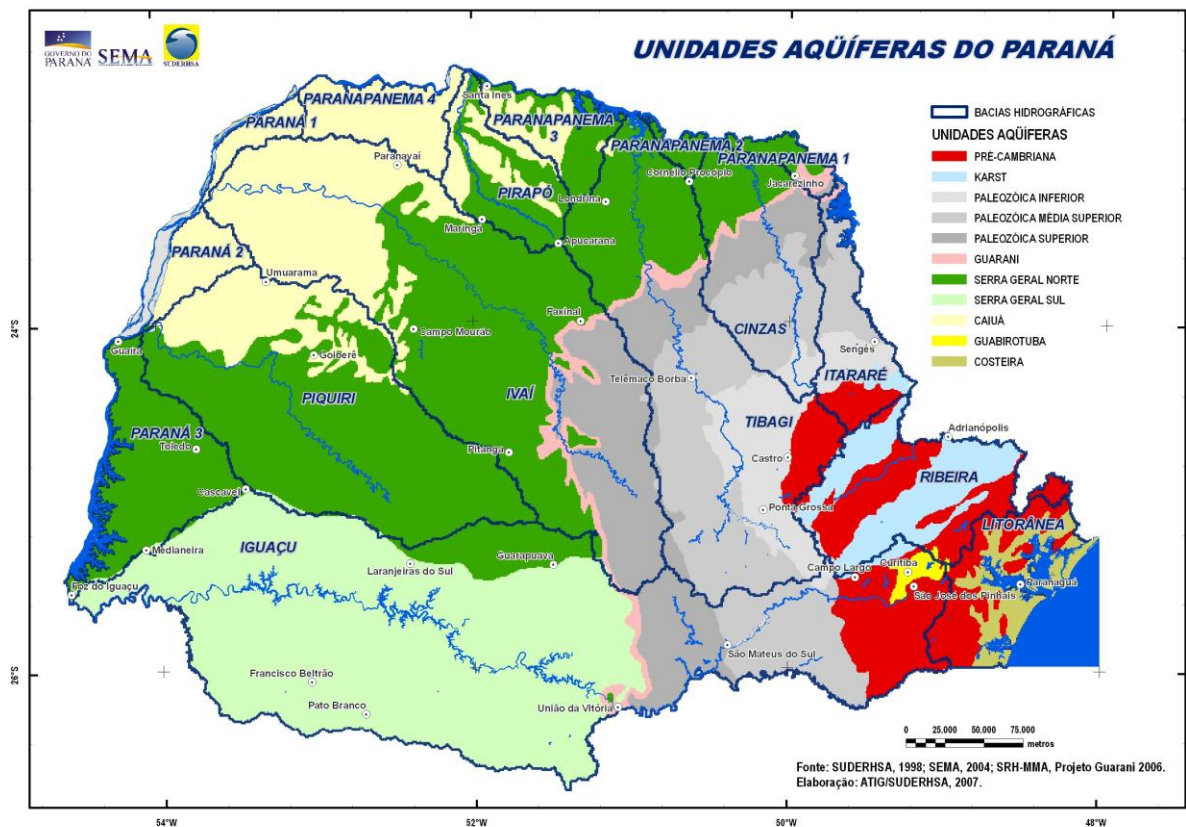 GOVERNO DO
PARANÁ
SEMA
SUDERHSA
UNIDADES AQÜÍFERAS DO PARANÁ
BACIAS HIDROGRÁFICAS
UNIDADES AQÜÍFERAS
PRÉ-CAMBRIANA
KARST
PALEOZÓICA INFERIOR
PALEOZÓICA MÉDIA SUPERIOR
PALEOZÓICA SUPERIOR
GUARANI
SERRA GERAL NORTE
SERRA GERAL SUL
CAIUÁ
GUABIROTUBA
COSTEIRA
Santa Ines
PARANAPANEMA 4
PARANÁ 1
PARANAPANEMA
3
PARANAPANEMA 2
PARANAPANEMA 1
Paranavaí
Cornélio Procópio
Jacarezinho
PIRAPÓ
Londrina
Maringá
Apucarana
PARANÁ 2
Umuarama
Faxinal
Campo Mourão
CINZAS
Guaíra
Goioerê
Sengés
Telêmaco Borba
ITARARÉ
PIQUIRI
IVAÍ
TIBAGI
PARANÁ 3
Toledo
Pitanga
Castro
Adrianópolis
RIBEIRA
Cascavel
Ponta Grossa
LITORÂNEA
IGUAÇU
Medianeira
Guarapuava
Laranjeiras do Sul
Campo Largo
Curitiba
Foz do Iguaçu
São José dos Pinhais
Paranaguá
São Mateus do Sul
Francisco Beltrão
Pato Branco
União da Vitória
24°S
26°S
0 25.000 50.000 75.000
metros
Fonte: SUDERHSA, 1998; SEMA, 2004; SRH-MMA, Projeto Guarani 2006.
Elaboração: ATIG/SUDERHSA, 2007.
54°W
52°W
50°W
48°W